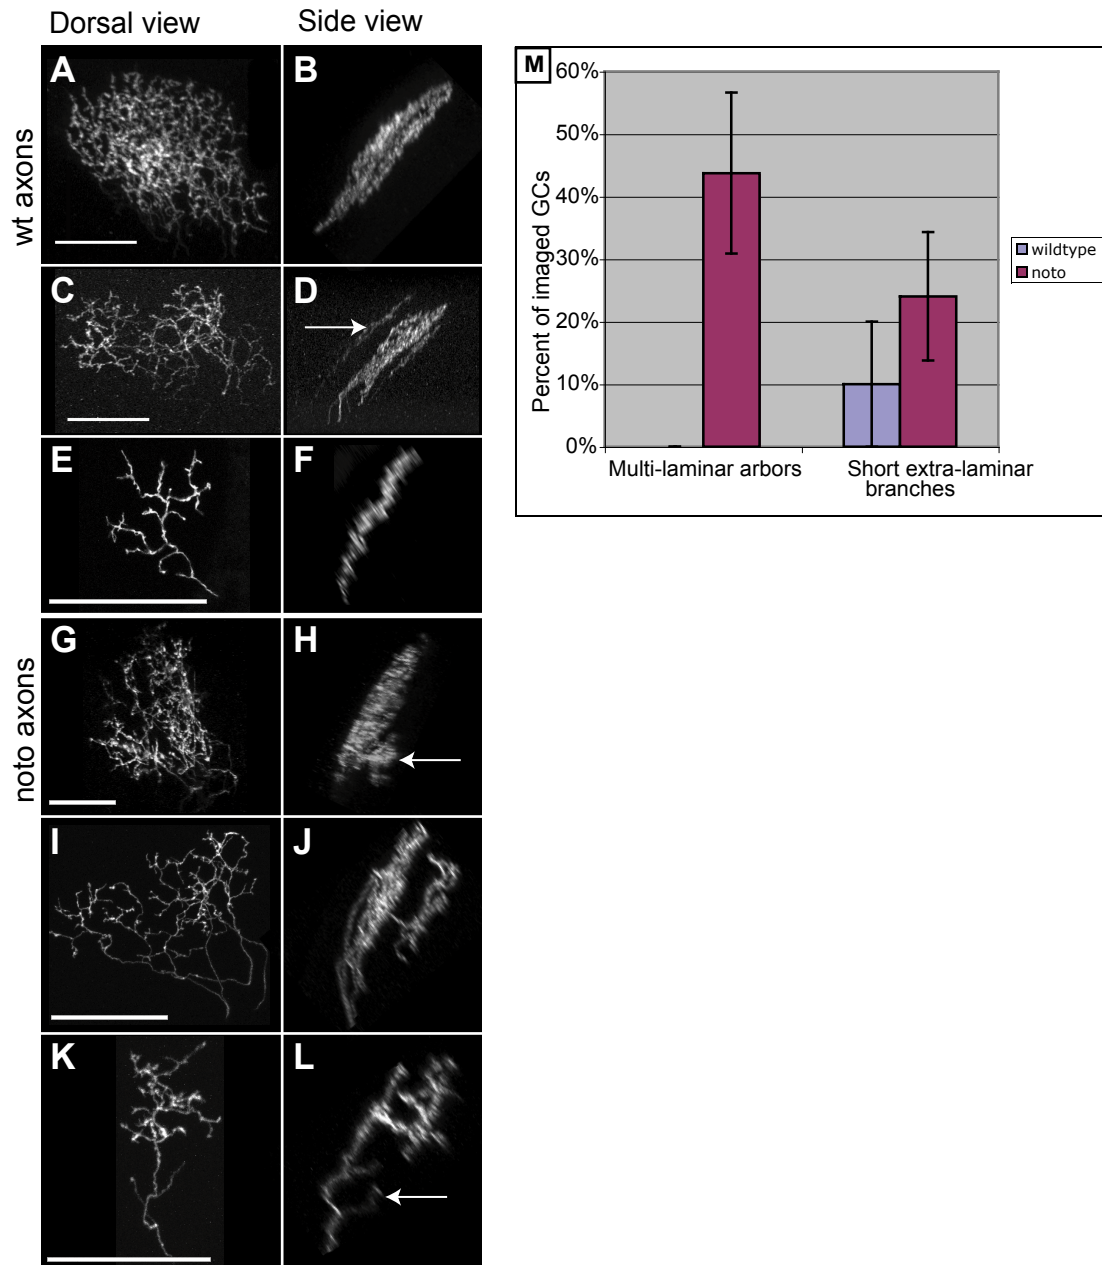 Dorsal view
Side view
wt axons
A
B
C
D
E
F
noto axons
G
H
I
J
K
L
M
Percent of imaged GCs
60%
50%
40%
30%
20%
10%
0%
Multi-laminar arbors
Short extra-laminar
branches
wildtype
noto